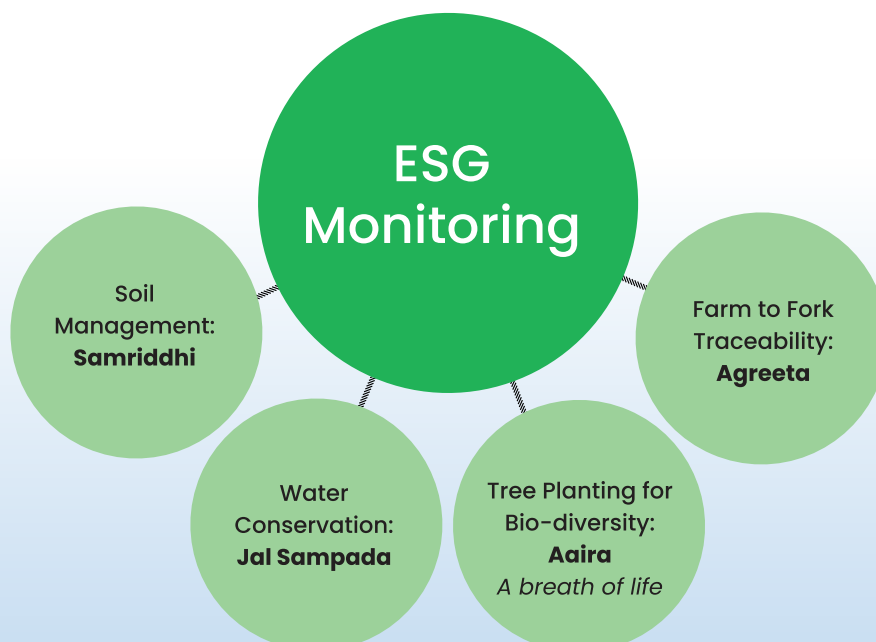 ESG
Monitoring
Soil
Management:
Samriddhi
Water
Conservation:
Jal Sampada
Tree Planting for
Bio-diversity:
Aaira
A breath of life
Farm to Fork
Traceability:
Agreeta